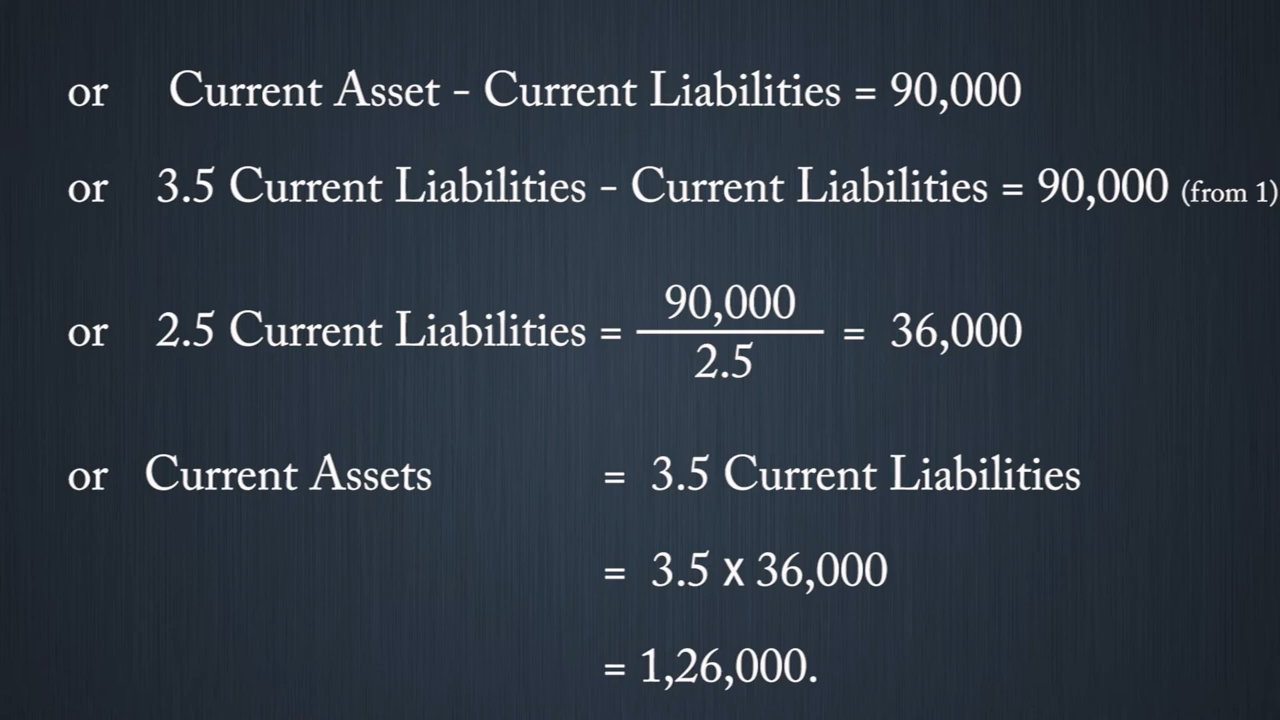 or Current Asset - Current Liabilities = 90,000
or 3.5 Current Liabilities - Current Liabilities = 90,000 (from 1)
or 2.5 Current Liabilities = 90,000 / 2.5 = 36,000
or Current Assets = 3.5 Current Liabilities
= 3.5 x 36,000
= 1,26,000.